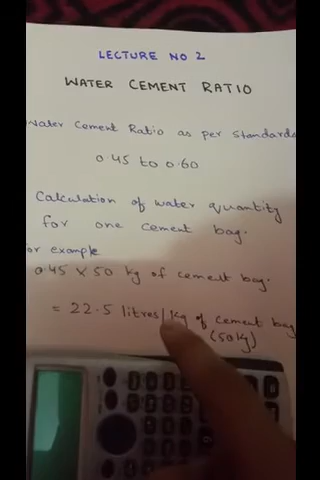 LECTURE NO 2
WATER CEMENT RATIO
Water Cement Ratio as per Standards
0.45 to 0.60
Calculation of water quantity
for one cement bag.
or example
0.45 X 50 kg of cement bag.
= 22.5 litres/kg of cement bag
(50kg)